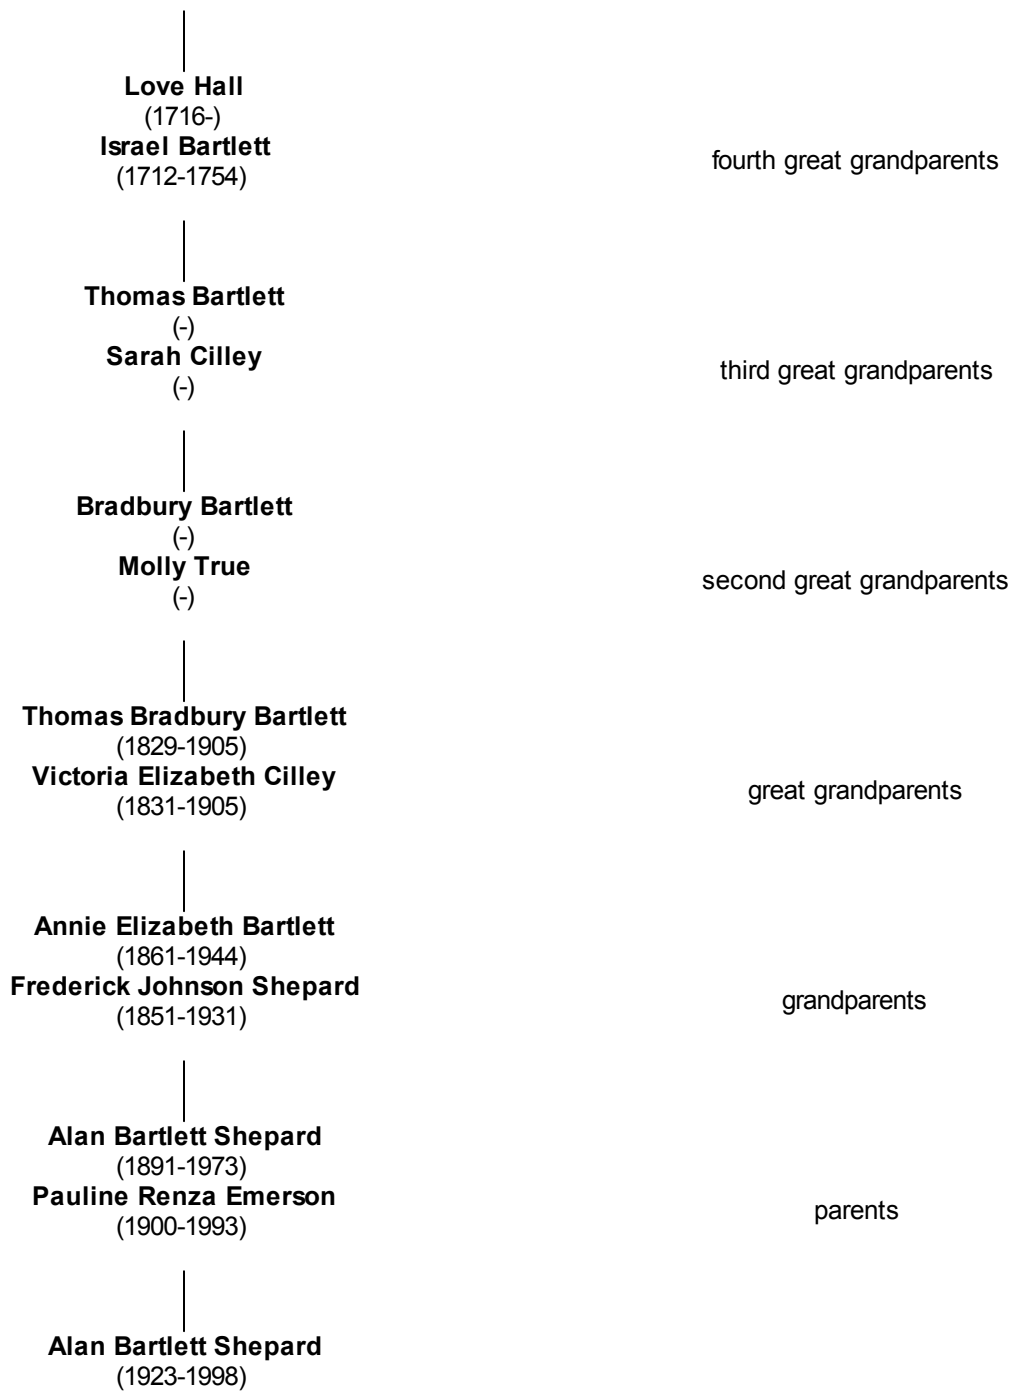 Love Hall
(1716-)
Israel Bartlett
(1712-1754)
fourth great grandparents
Thomas Bartlett
(-)
Sarah Cilley
(-)
third great grandparents
Bradbury Bartlett
(-)
Molly True
(-)
second great grandparents
Thomas Bradbury Bartlett
(1829-1905)
Victoria Elizabeth Cilley
(1831-1905)
great grandparents
Annie Elizabeth Bartlett
(1861-1944)
Frederick Johnson Shepard
(1851-1931)
grandparents
Alan Bartlett Shepard
(1891-1973)
Pauline Renza Emerson
(1900-1993)
parents
Alan Bartlett Shepard
(1923-1998)